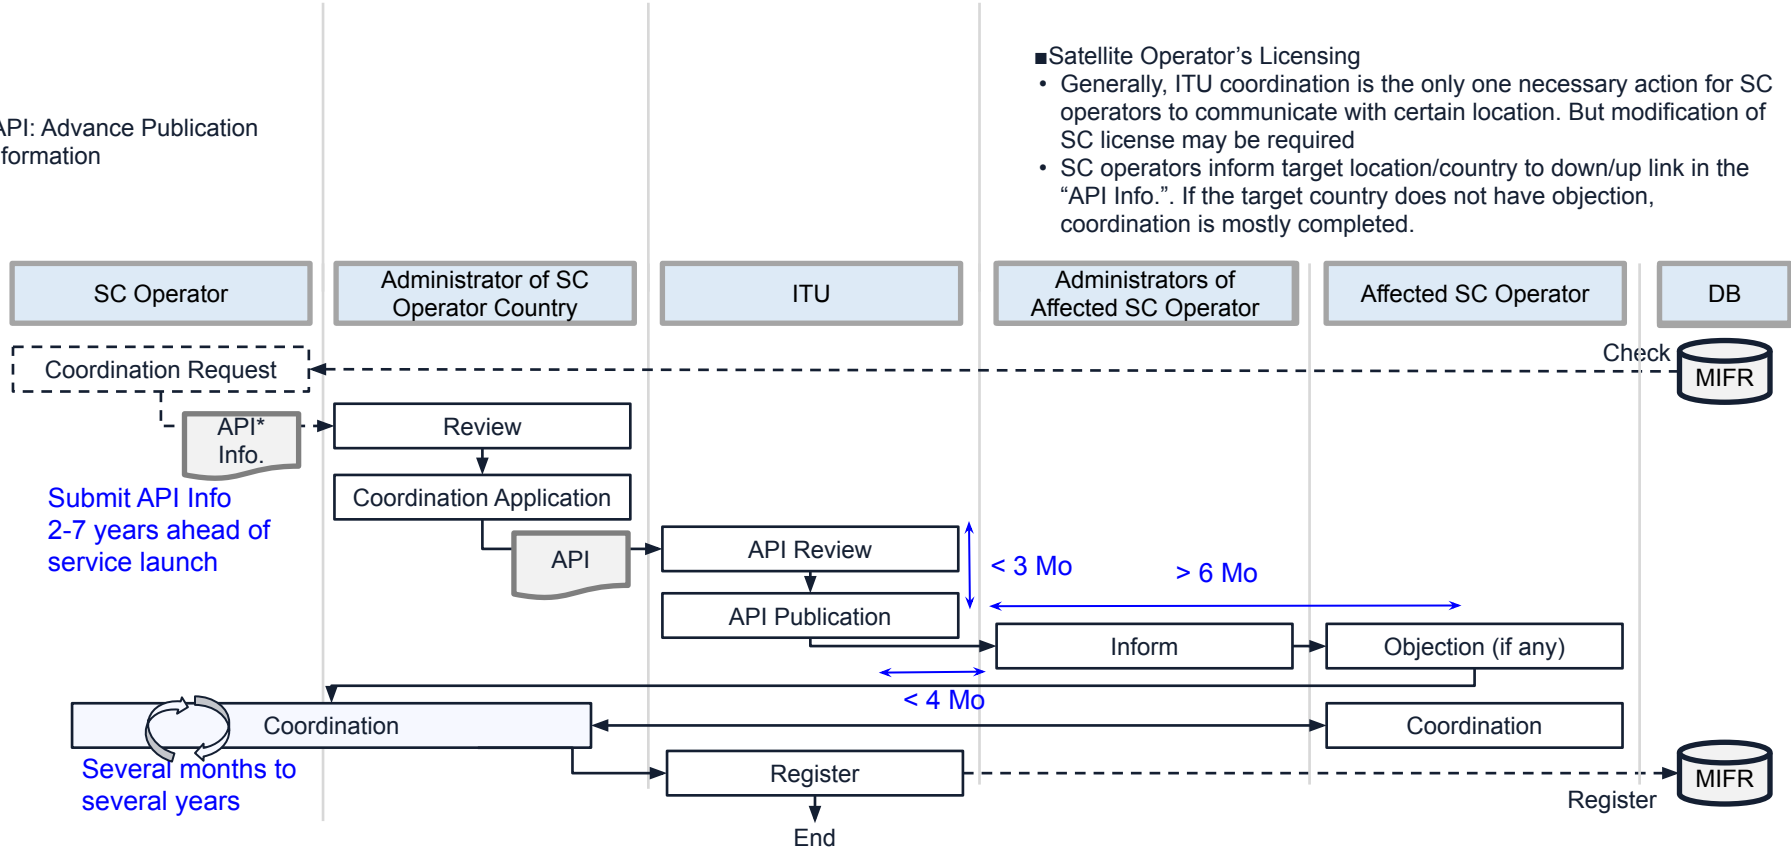 ■Satellite Operator's Licensing
• Generally, ITU coordination is the only one necessary action for SC
operators to communicate with certain location. But modification of
SC license may be required
• SC operators inform target location/country to down/up link in the
“API Info.”. If the target country does not have objection,
coordination is mostly completed.
API: Advance Publication
nformation
SC Operator
Administrator of SC
Operator Country
ITU
Administrators of
Affected SC Operator
Affected SC Operator
DB
Coordination Request
Check
MIFR
API*
Info.
Review
Submit API Info
2-7 years ahead of
service launch
Coordination Application
API
API Review
< 3 Mo
> 6 Mo
API Publication
Inform
Objection (if any)
< 4 Mo
Coordination
Coordination
Several months to
several years
Register
Register
MIFR
End